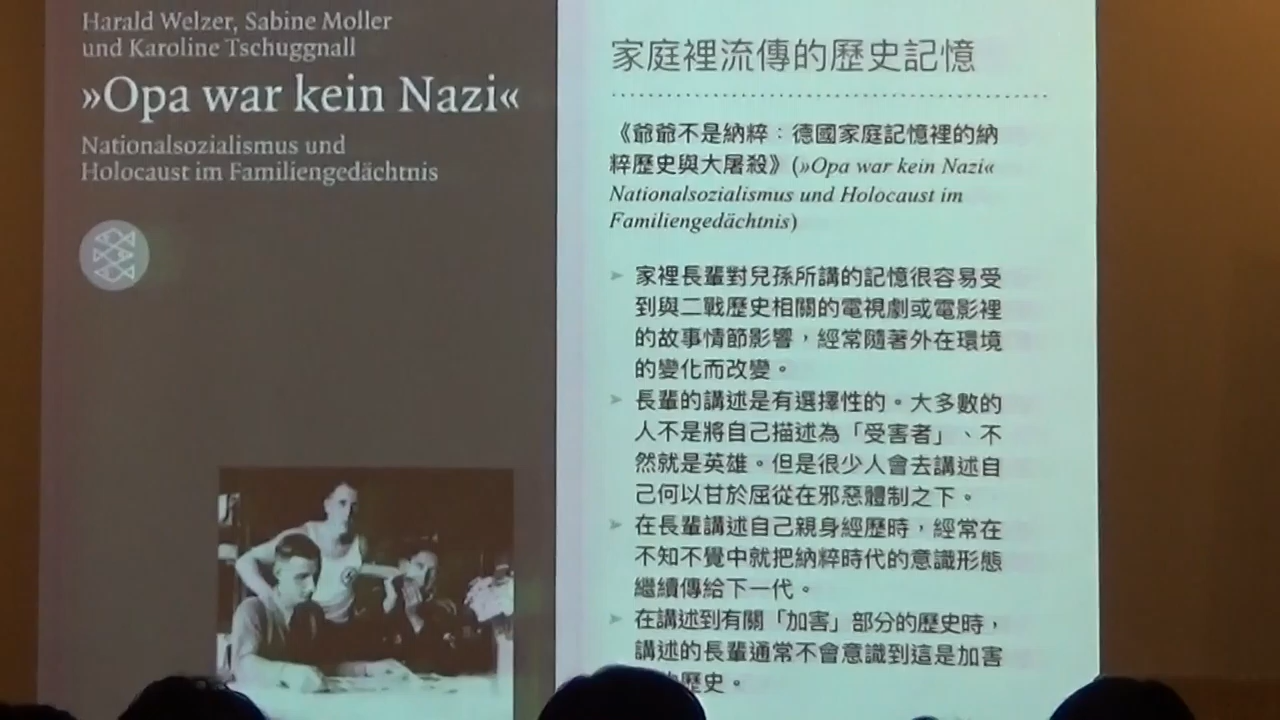 Harald Welzer, Sabine Moller
und Karoline Tschuggnall
»Opa war kein Nazi«
Nationalsozialismus und
Holocaust im Familiengedächtnis
家庭裡流傳的歷史記憶
《爺爺不是納粹：德國家庭記憶裡的納
粹歷史與大屠殺》(»Opa war kein Nazi«
Nationalsozialismus und Holocaust im
Familiengedächtnis)
家裡長輩對兒孫所講的記憶很容易受
到與二戰歷史相關的電視劇或電影裡
的故事情節影響，經常隨著外在環境
的變化而改變。
長輩的講述是有選擇性的。大多數的
人不是將自己描述為「受害者」、不
然就是英雄。但是很少人會去講述自
己何以甘於屈從在邪惡體制之下。
在長輩講述自己親身經歷時，經常在
不知不覺中就把納粹時代的意識形態
繼續傳給下一代。
在講述到有關「加害」部分的歷史時，
講述的長輩通常不會意識到這是加害
歷史。